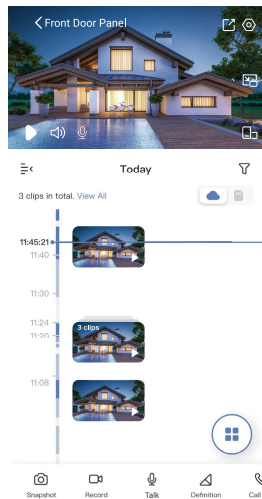 Front Door Panel
Today
3 clips in total. View All
11:45:21
11:40
11:30
3 clips
11:24
11:20
11:08
Snapshot
Record
Talk
Definition
Call